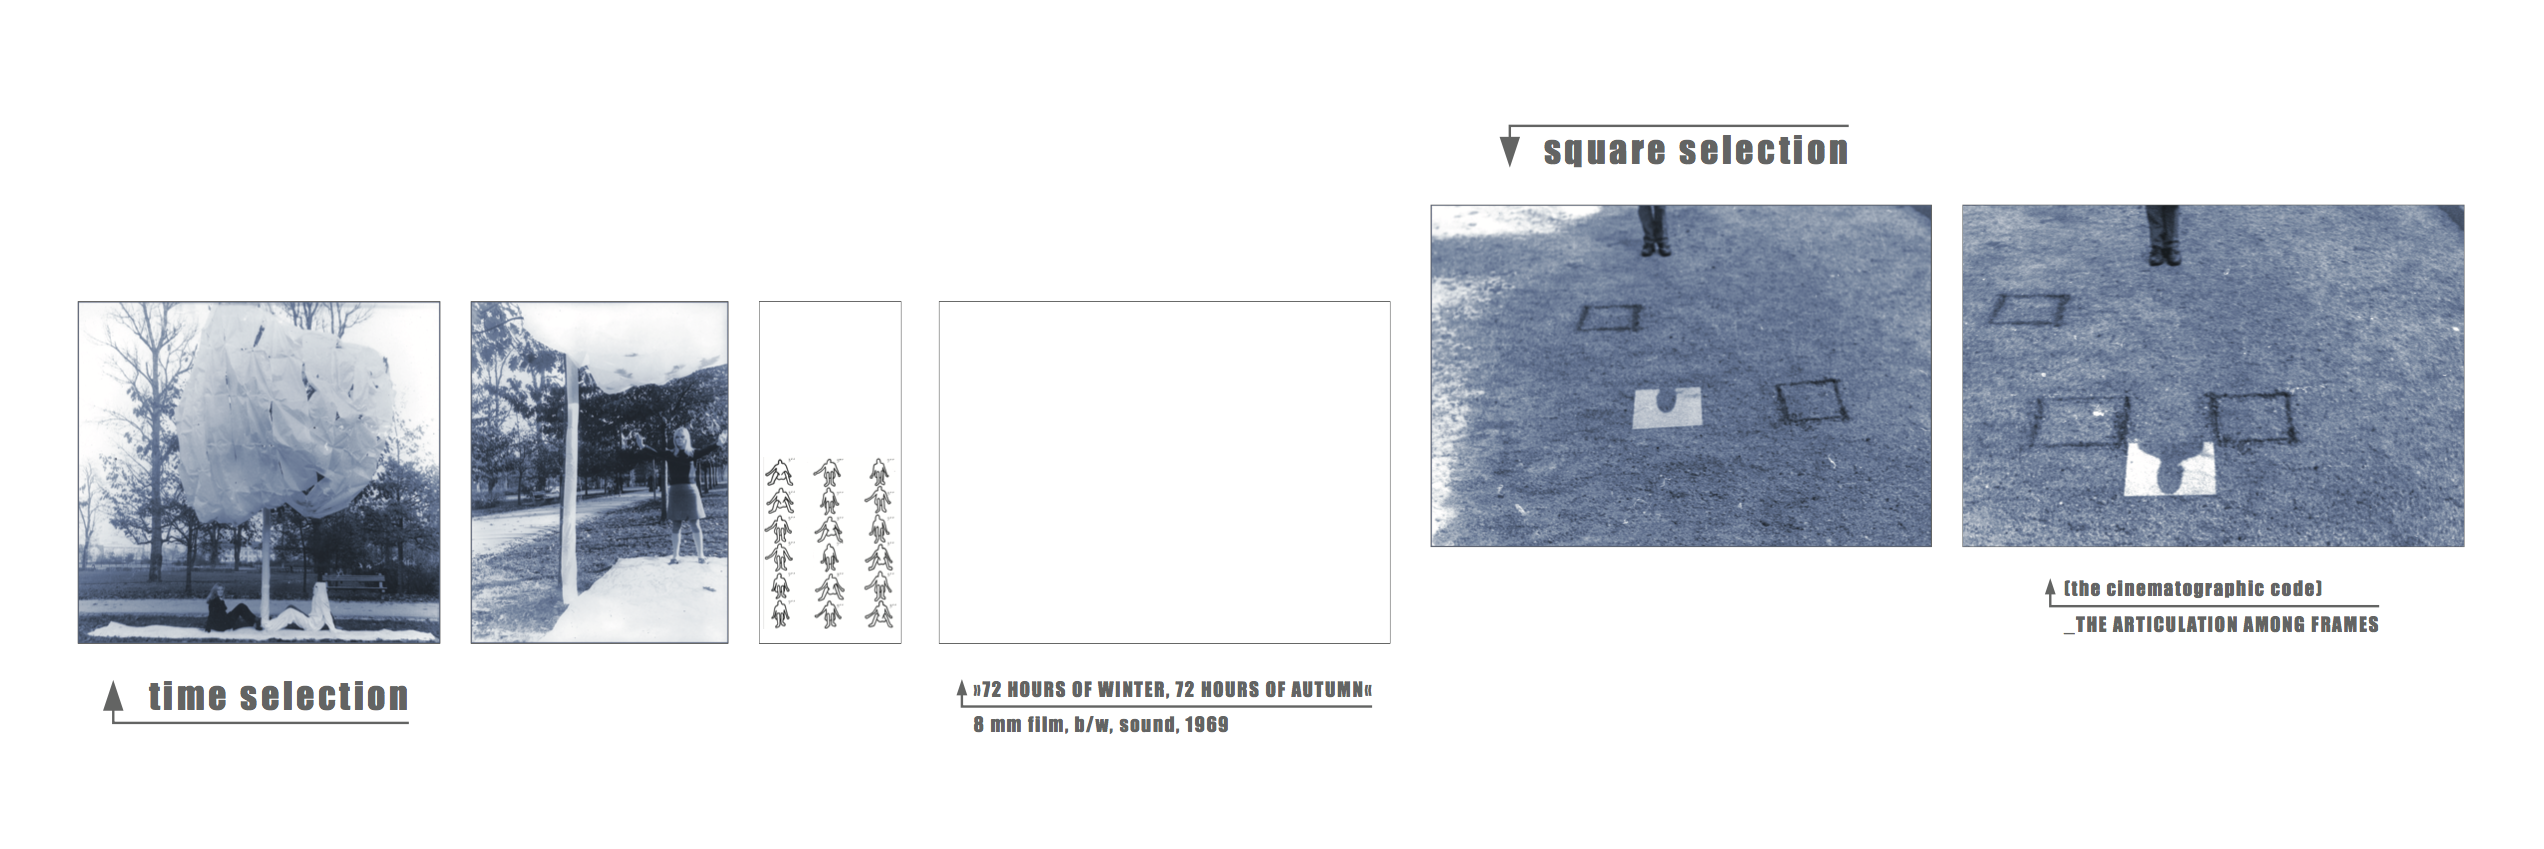 square selection
time selection
»72 HOURS OF WINTER, 72 HOURS OF AUTUMN«
8 mm film, b/w, sound, 1969
(the cinematographic code)
_THE ARTICULATION AMONG FRAMES